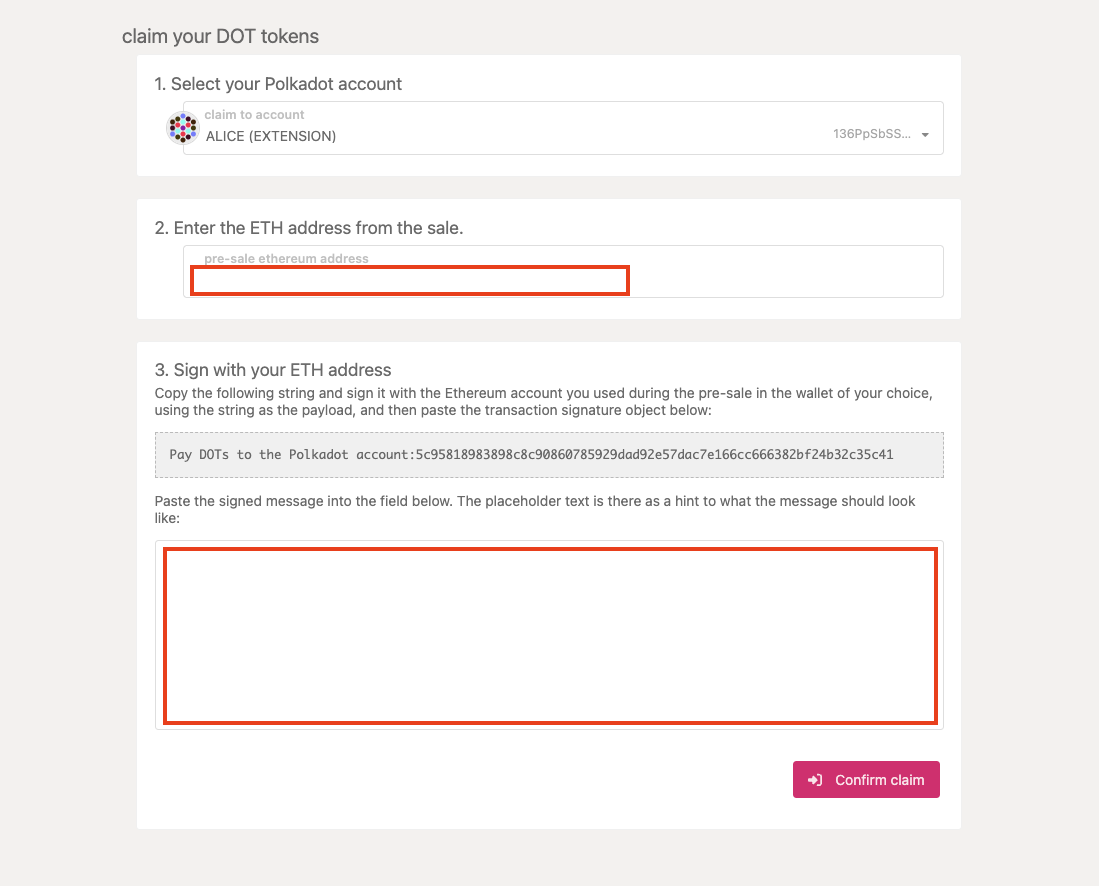 claim your DOT tokens
1. Select your Polkadot account
claim to account
ALICE (EXTENSION)
136PpSbSS...
2. Enter the ETH address from the sale.
pre-sale ethereum address
3. Sign with your ETH address
Copy the following string and sign it with the Ethereum account you used during the pre-sale in the wallet of your choice,
using the string as the payload, and then paste the transaction signature object below:
Pay DOTs to the Polkadot account:5c95818983898c8c90860785929dad92e57dac7e166cc666382bf24b32c35c41
Paste the signed message into the field below. The placeholder text is there as a hint to what the message should look
like:
Confirm claim